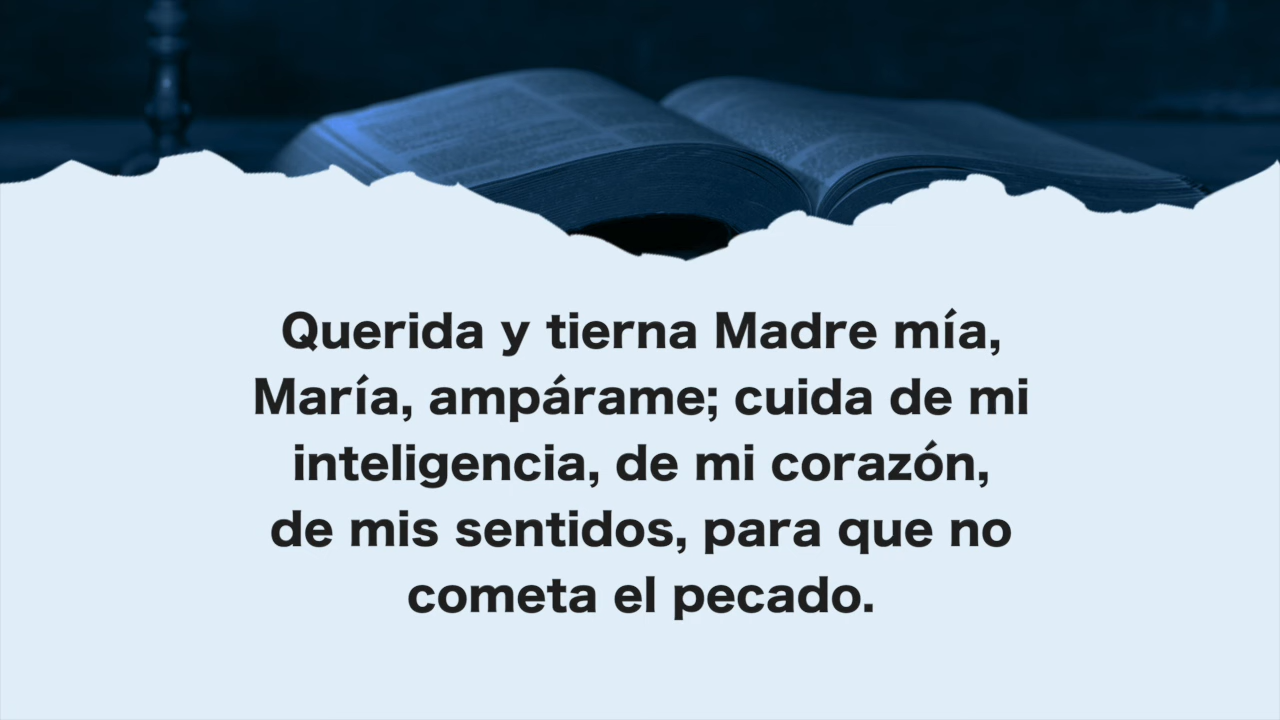 Querida y tierna Madre mía,
María, ampárame; cuida de mi
inteligencia, de mi corazón,
de mis sentidos, para que no
cometa el pecado.